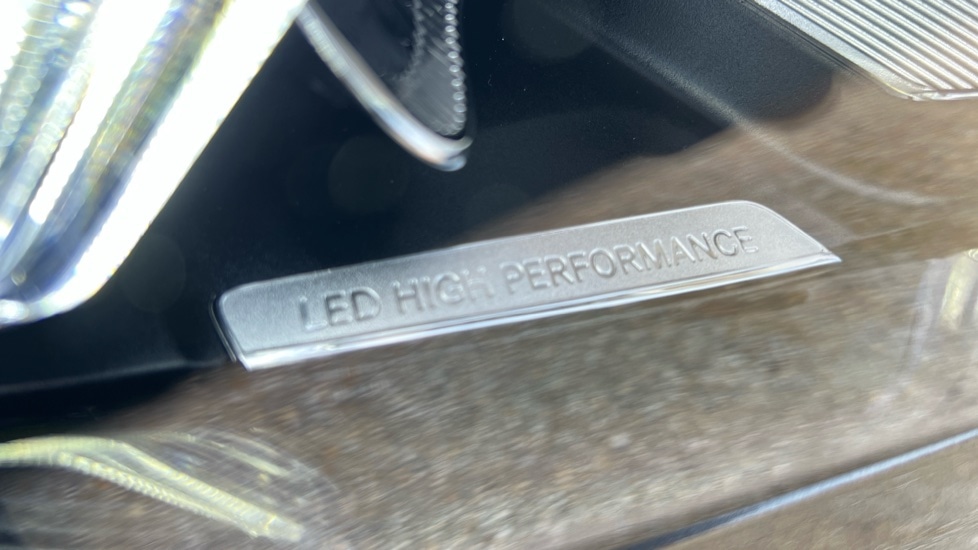 LED HIGH PERFORMANCE